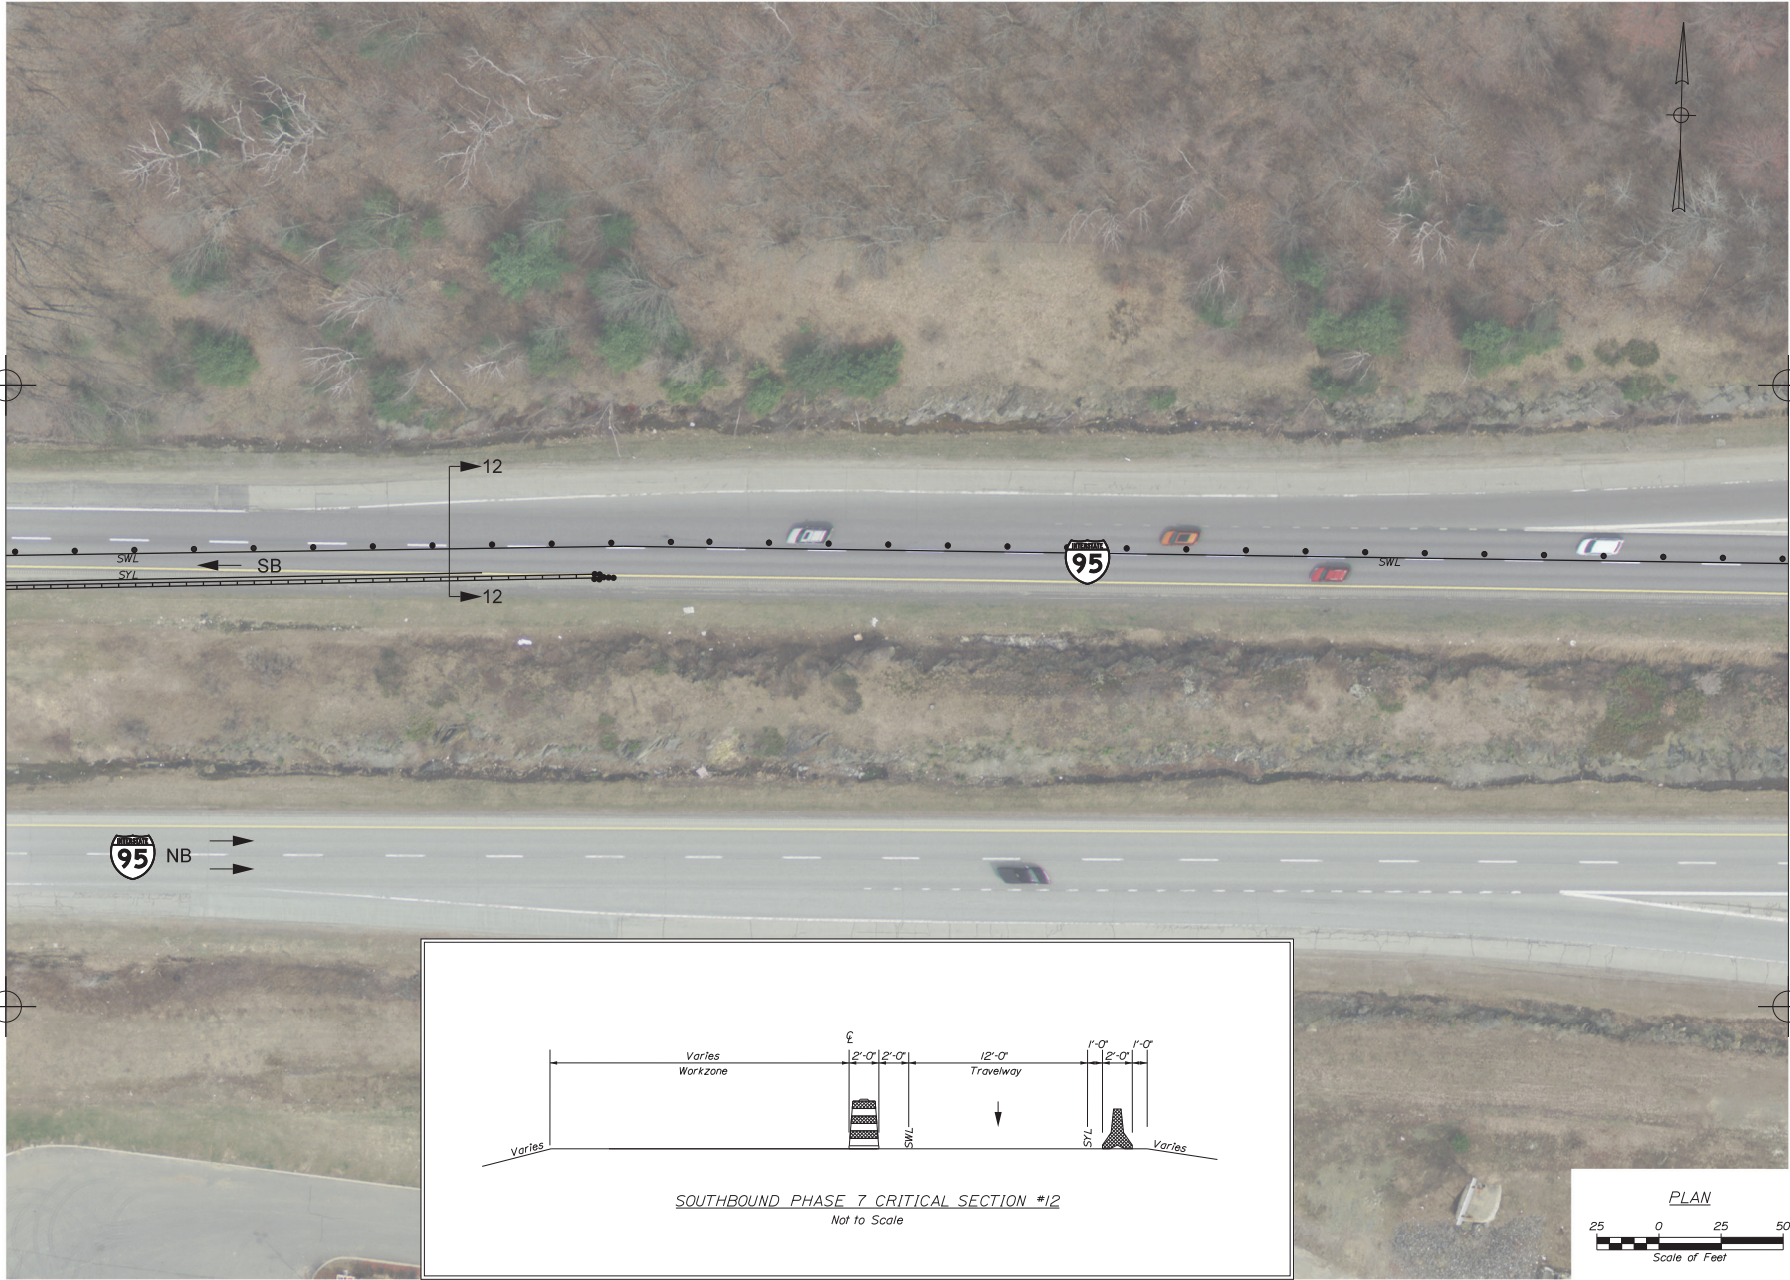 12
INTERSTATE
95
SWL
SYL
SB
SWL
12
INTERSTATE
95
NB
℄
Varies
2'-0"
2'-0"
12'-0"
1'-0"
2'-0"
1'-0"
Workzone
Travelway
SWL
SYL
Varies
Varies
SOUTHBOUND PHASE 7 CRITICAL SECTION #12
Not to Scale
PLAN
25 0 25 50
Scale of Feet